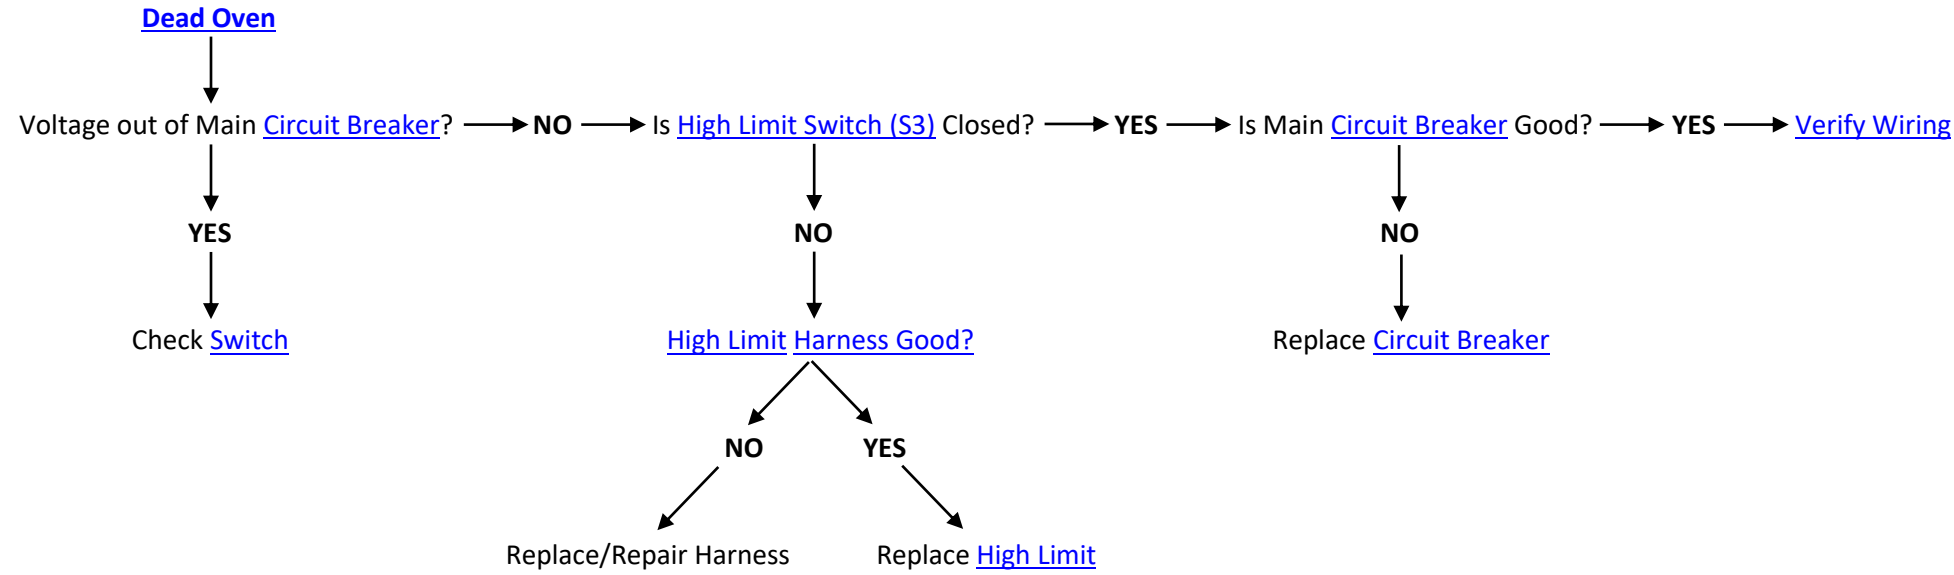 Dead Oven
Voltage out of Main Circuit Breaker? NO Is High Limit Switch (S3) Closed? YES Is Main Circuit Breaker Good? YES Verify Wiring
YES NO NO
Check Switch High Limit Harness Good? Replace Circuit Breaker
NO YES
Replace/Repair Harness Replace High Limit